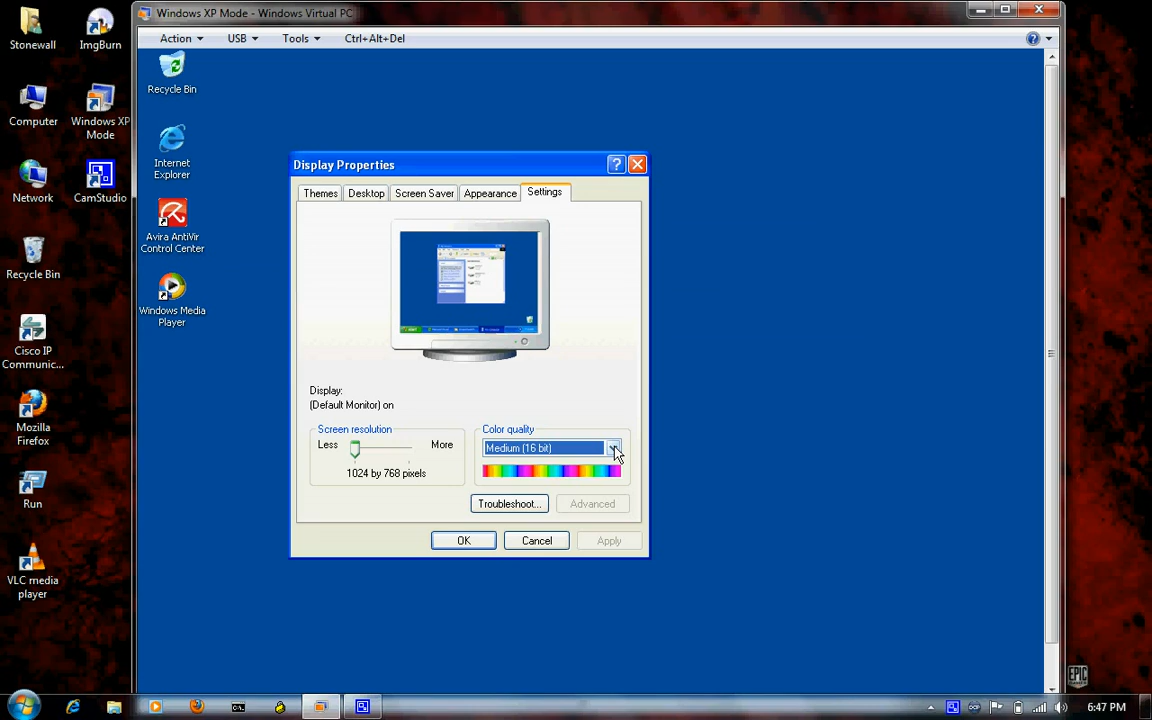 Windows XP Mode - Windows Virtual PC
Action
USB
Tools
Ctrl+Alt+Del
Stonewall
ImgBurn
Computer
Windows XP
Mode
Network
CamStudio
Recycle Bin
Cisco IP
Communic...
Mozilla
Firefox
Run
VLC media
player
Recycle Bin
Internet
Explorer
Avira AntiVir
Control Center
Windows Media
Player
Display Properties
Themes
Desktop
Screen Saver
Appearance
Settings
Display:
(Default Monitor) on
Screen resolution
Less
More
1024 by 768 pixels
Color quality
Medium (16 bit)
Troubleshoot...
Advanced
OK
Cancel
Apply
EPIC
6:47 PM